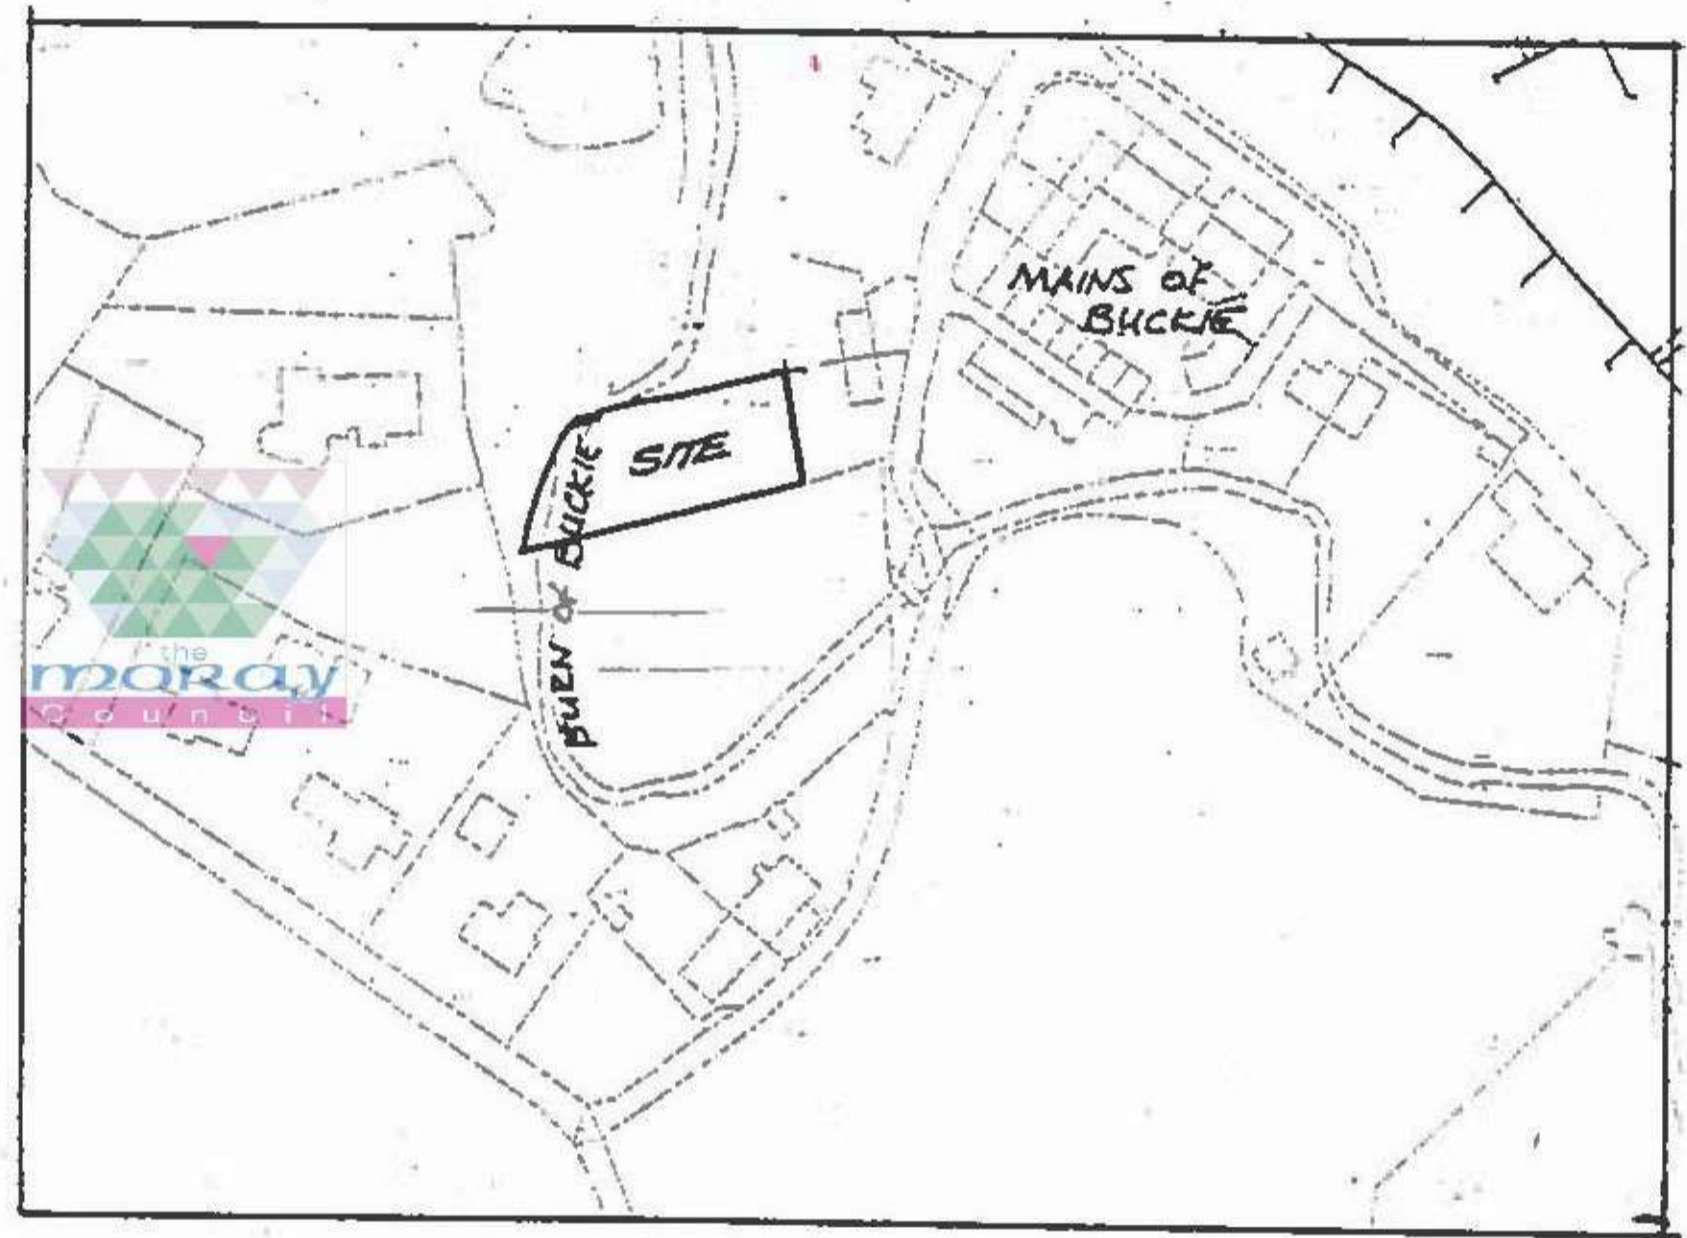 MAINS OF
BUCKIE
SITE
BURN OF BUCKIE
the
moray
Council